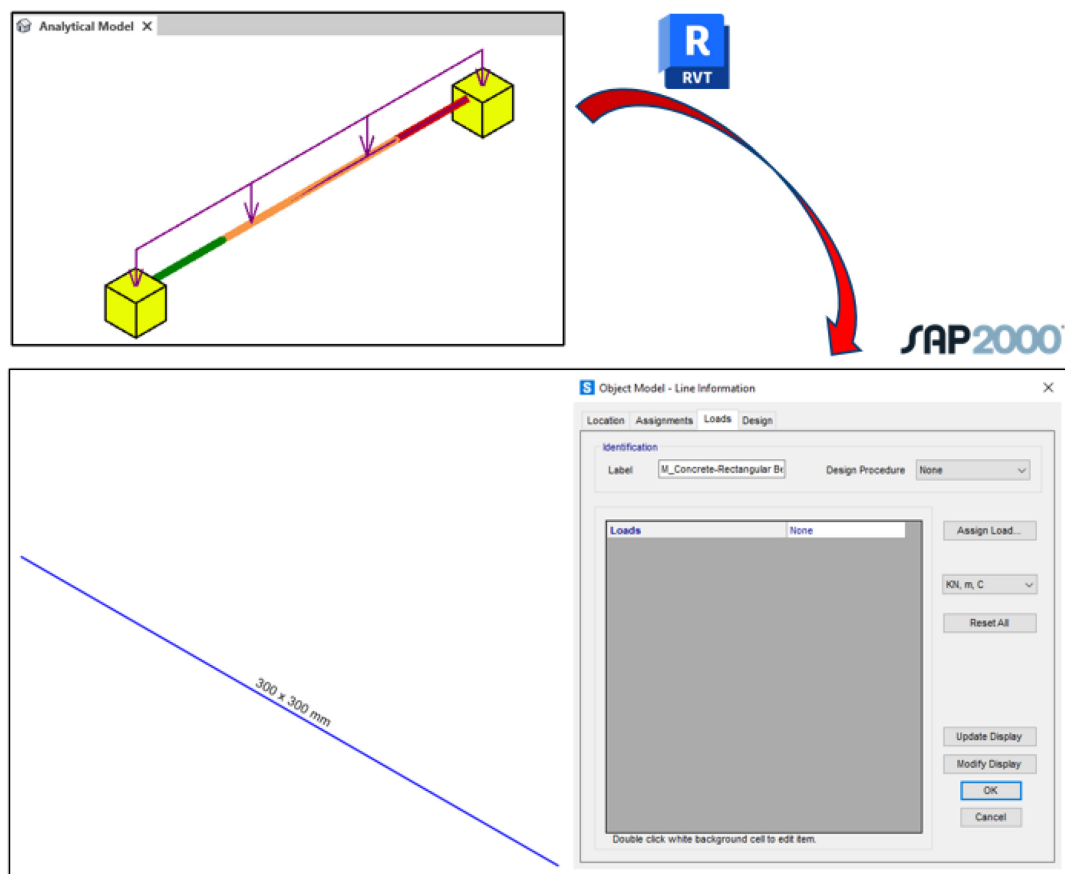 Analytical Model X
R
RVT
SAP2000
300 x 300 mm
S Object Model - Line Information
Location Assignments Loads Design
Identification
Label M_Concrete-Rectangular Be Design Procedure None
Loads None
Assign Load...
KN, m, C
Reset All
Update Display
Modify Display
OK
Cancel
Double click white background cell to edit item.